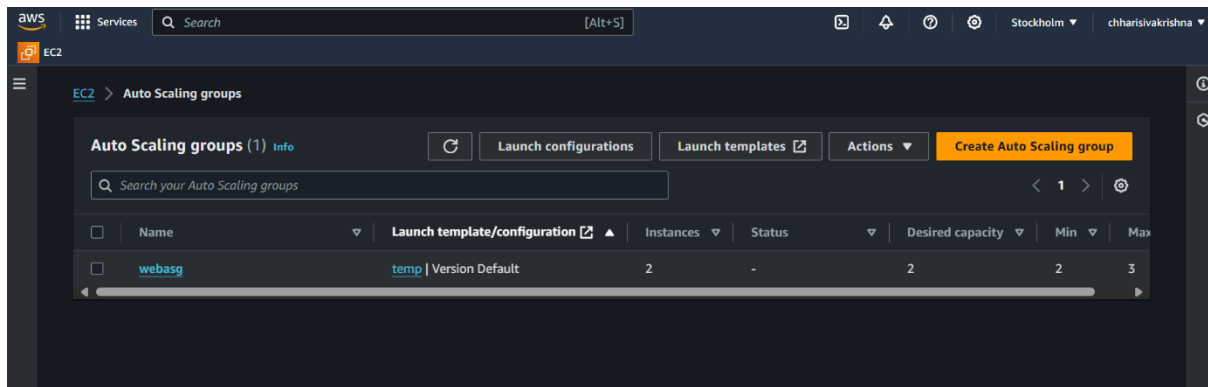 aws Services Search [Alt+S] Stockholm chharisivakrishna
EC2
EC2 > Auto Scaling groups
Auto Scaling groups (1) Info Launch configurations Launch templates Actions Create Auto Scaling group
Search your Auto Scaling groups 1
Name Launch template/configuration Instances Status Desired capacity Min Max
webasg temp | Version Default 2 - 2 2 3